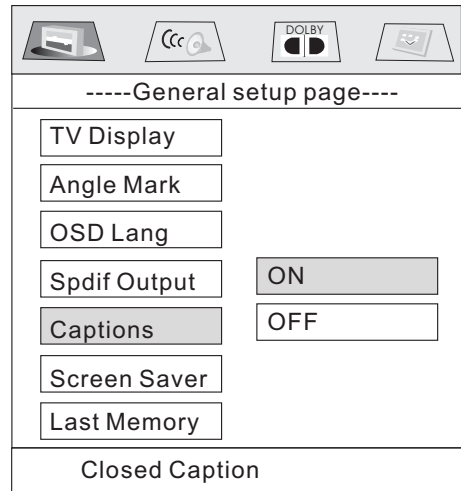 DOLBY
-----General setup page----
TV Display
Angle Mark
OSD Lang
Spdif Output
ON
Captions
OFF
Screen Saver
Last Memory
Closed Caption